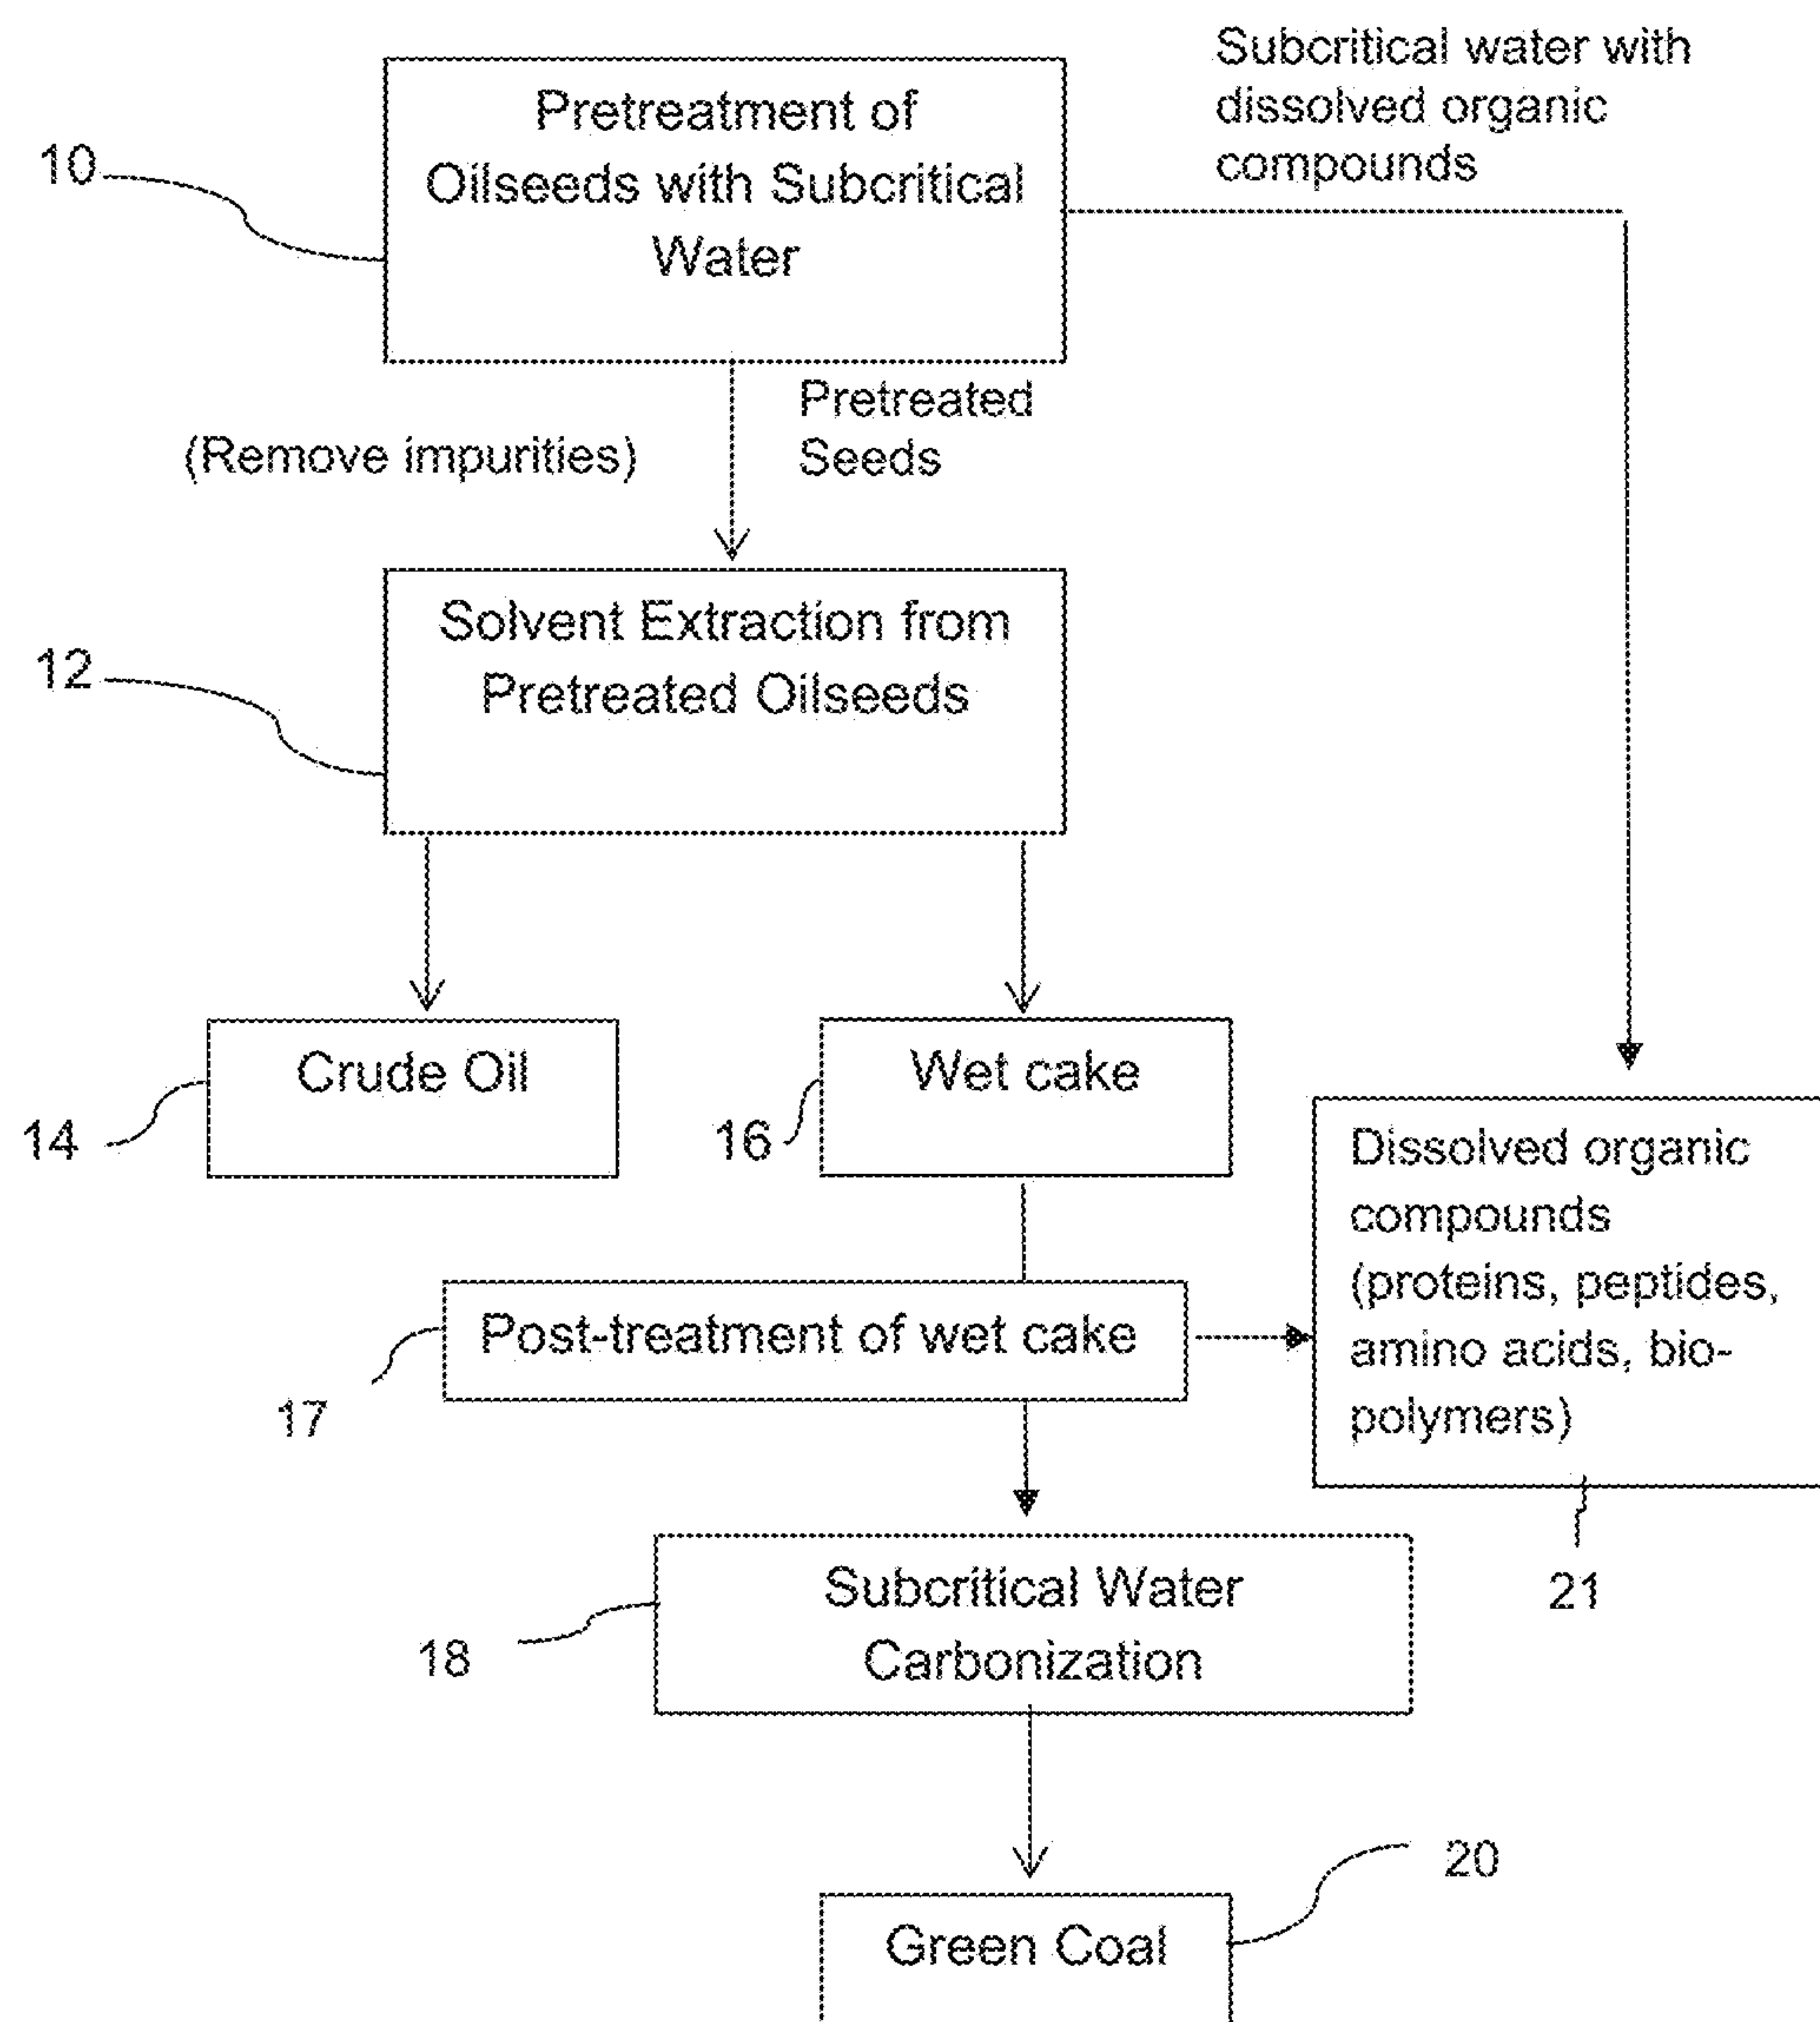 Subcritical water with
dissolved organic
compounds
Pretreatment of
Oilseeds with Subcritical
Water
10
Pretreated
Seeds
(Remove impurities)
Solvent Extraction from
Pretreated Oilseeds
12
Crude Oil
14
Wet cake
16
Dissolved organic
compounds
(proteins, peptides,
amino acids, bio-
polymers)
21
Post-treatment of wet cake
17
Subcritical Water
Carbonization
18
Green Coal
20